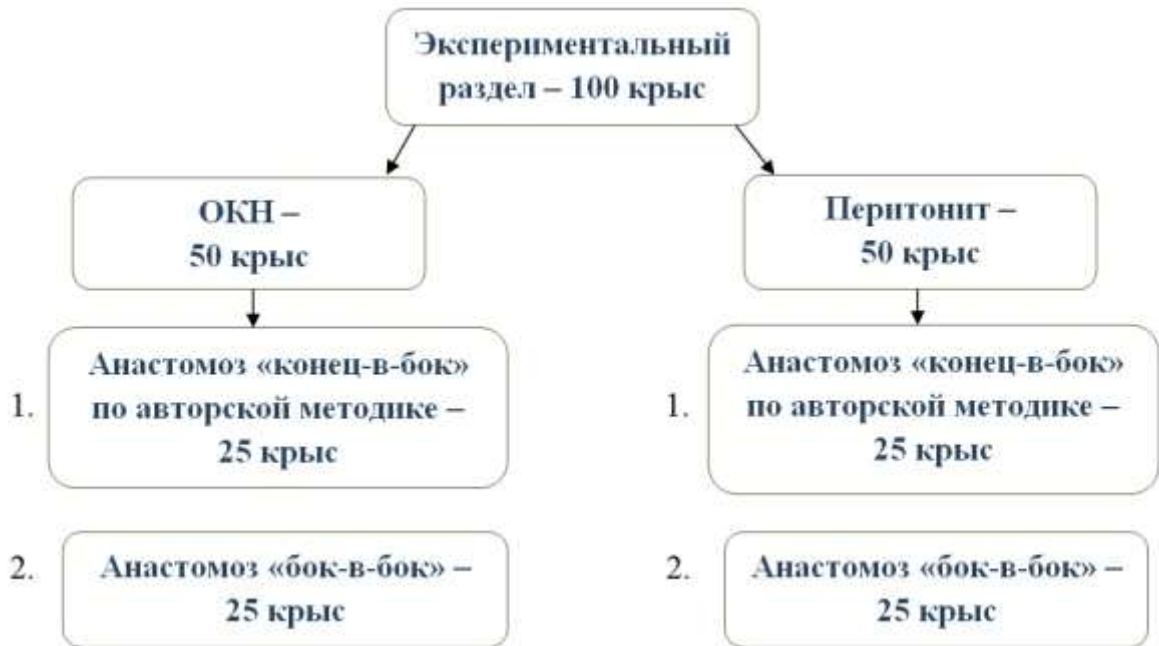 Экспериментальный
раздел – 100 крыс
ОКН –
50 крыс
Перитонит –
50 крыс
1.
Анастомоз «конец-в-бок»
по авторской методике –
25 крыс
1.
Анастомоз «конец-в-бок»
по авторской методике –
25 крыс
2.
Анастомоз «бок-в-бок» –
25 крыс
2.
Анастомоз «бок-в-бок» –
25 крыс